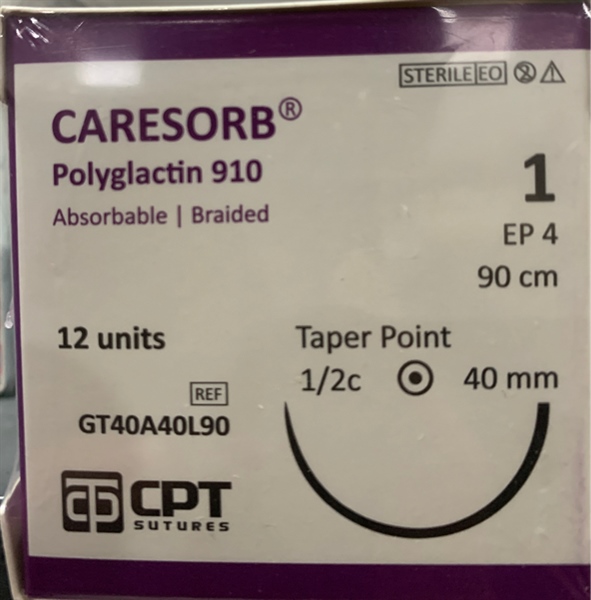 STERILE EO
CARESORB®
Polyglactin 910
Absorbable | Braided
1
EP 4
90 cm
12 units
Taper Point
1/2c 40 mm
REF
GT40A40L90
CPT
SUTURES